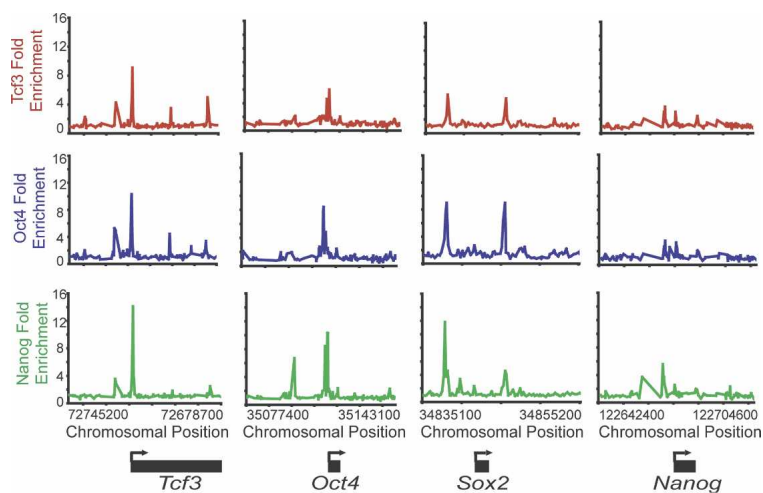 Tcf3 Fold
Enrichment
16
12
8
4
0
Oct4 Fold
Enrichment
16
12
8
4
0
Nanog Fold
Enrichment
16
12
8
4
0
72745200 72678700
35077400 35143100
34835100 34855200
122642400 122704600
Chromosomal Position Chromosomal Position Chromosomal Position Chromosomal Position
Tcf3 Oct4 Sox2 Nanog